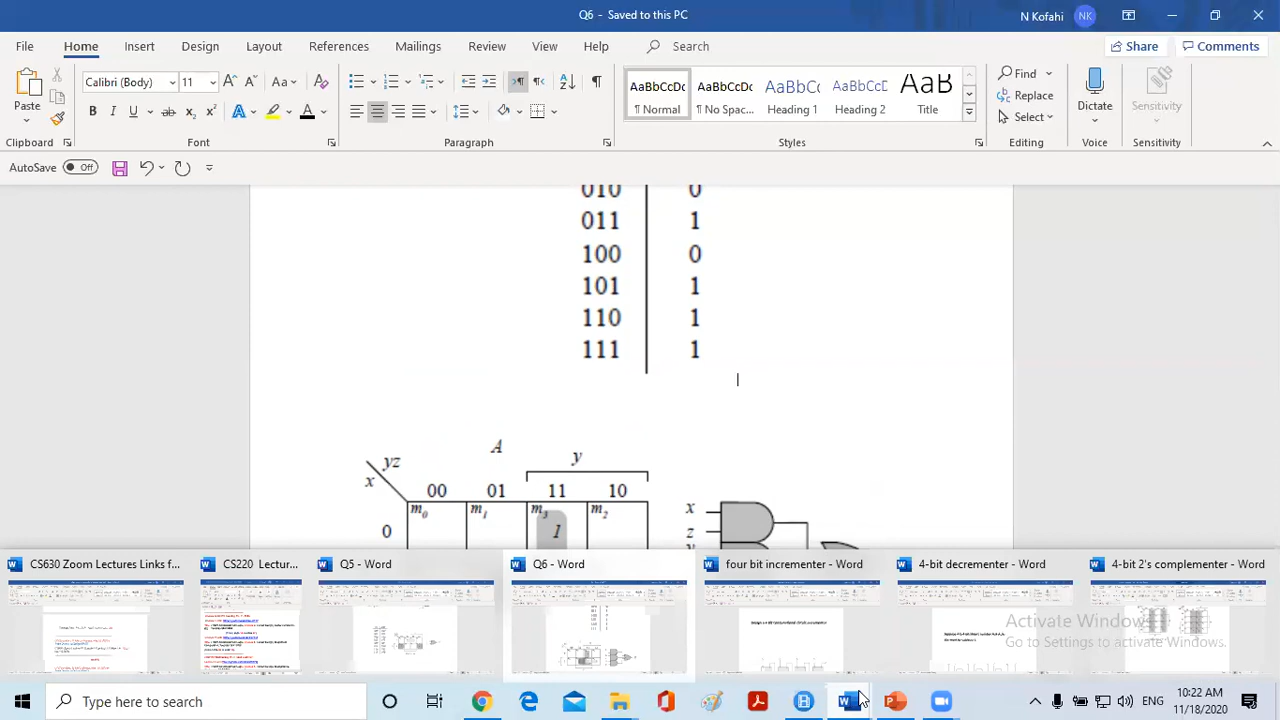 Q6 - Saved to this PC
N Kofahi NK
File Home Insert Design Layout References Mailings Review View Help Search Share Comments
Paste
Calibri (Body) 11
Aa
B I U ab x₂ x² A A
AaBbCcDc AaBbCcDc AaBbCc AaBbCcD AaB
¶ Normal ¶ No Spac... Heading 1 Heading 2 Title
Find
Replace
Select
Dictate
Sensitivity
Clipboard Font Paragraph Styles Editing Voice Sensitivity
AutoSave Off
010 0
011 1
100 0
101 1
110 1
111 1
A
yz
x
y
00 01 11 10
m0 m1 m3 m2
0
1
x
z
y
CS630 Zoom Lectures Links f...
CS220 Lectur...
Q5 - Word
Q6 - Word
four bit incrementer - Word
4-bit decrementer - Word
4-bit 2's complementer - Word
Activate Windows
Go to Settings to activate Windows.
Type here to search
ENG
10:22 AM
11/18/2020